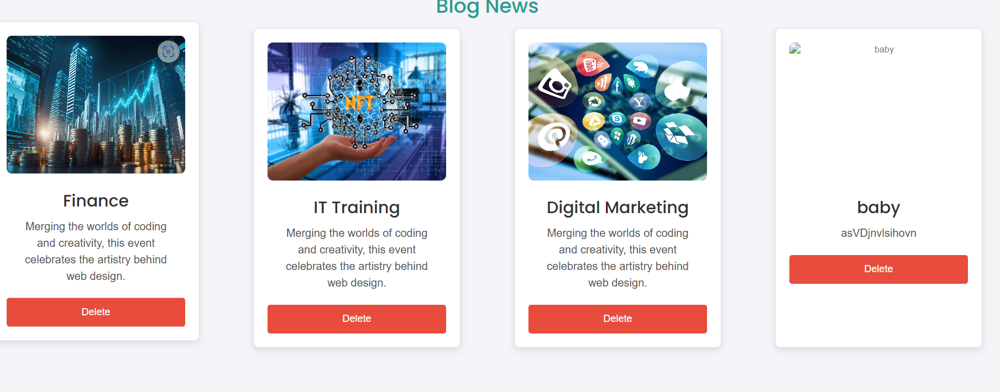 Blog News
Finance
Merging the worlds of coding
and creativity, this event
celebrates the artistry behind
web design.
Delete
NFT
IT Training
Merging the worlds of coding
and creativity, this event
celebrates the artistry behind
web design.
Delete
Tube
f
Y
Digital Marketing
Merging the worlds of coding
and creativity, this event
celebrates the artistry behind
web design.
Delete
baby
baby
asVDjnvlsihovn
Delete